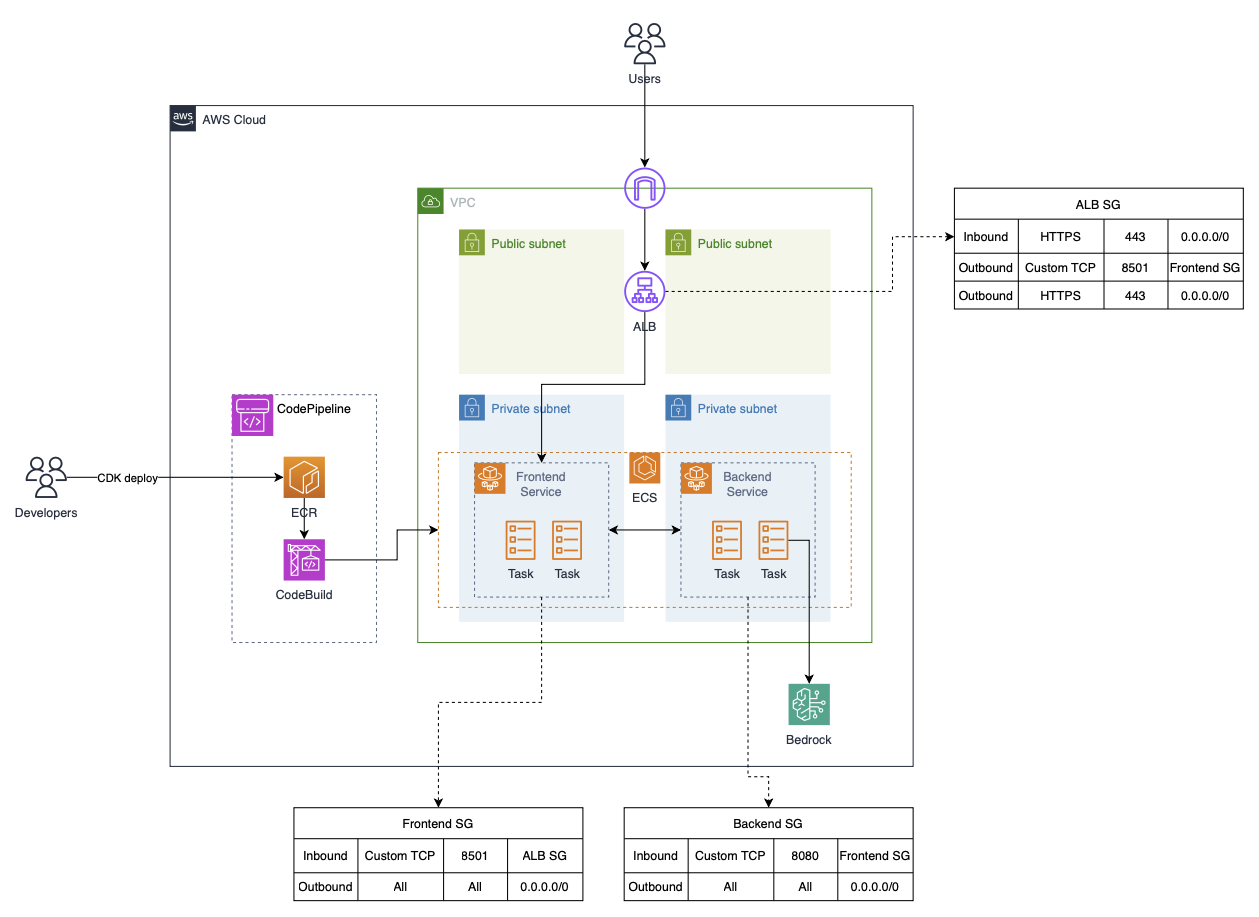 Users
aws
AWS Cloud
VPC
Public subnet
Public subnet
ALB
ALB SG
Inbound HTTPS 443 0.0.0.0/0
Outbound Custom TCP 8501 Frontend SG
Outbound HTTPS 443 0.0.0.0/0
CodePipeline
Private subnet
Private subnet
Developers
CDK deploy
ECR
CodeBuild
Frontend
Service
ECS
Backend
Service
Task
Task
Task
Task
Bedrock
Frontend SG
Inbound Custom TCP 8501 ALB SG
Outbound All All 0.0.0.0/0
Backend SG
Inbound Custom TCP 8080 Frontend SG
Outbound All All 0.0.0.0/0